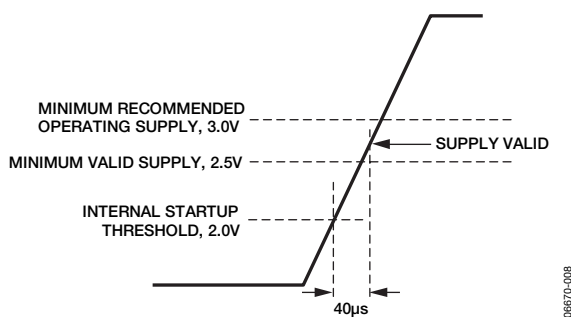 MINIMUM RECOMMENDED
OPERATING SUPPLY, 3.0V
SUPPLY VALID
MINIMUM VALID SUPPLY, 2.5V
INTERNAL STARTUP
THRESHOLD, 2.0V
40µs
06670-008